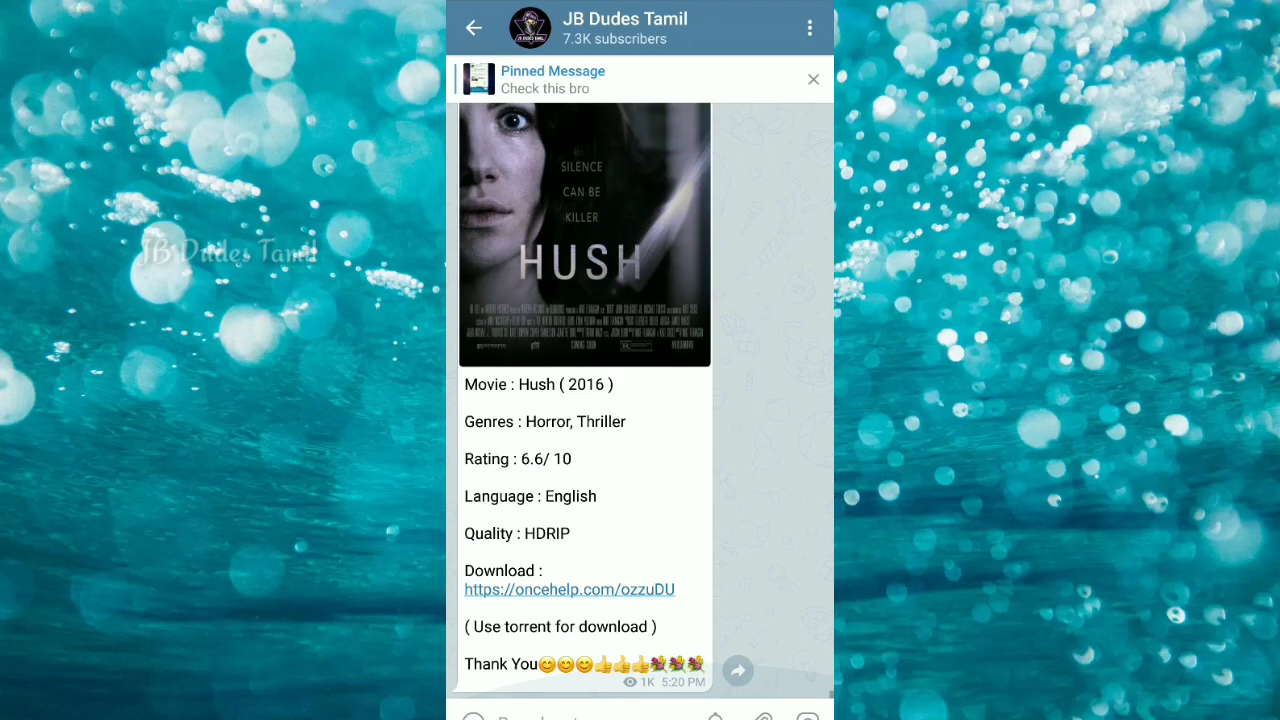 JB Dudes Tamil
7.3K subscribers
Pinned Message
Check this bro
SILENCE
CAN BE
KILLER
HUSH
COMING SOON
JB Dudes Tamil
Movie : Hush ( 2016 )
Genres : Horror, Thriller
Rating : 6.6/ 10
Language : English
Quality : HDRIP
Download :
https://oncehelp.com/ozzuDU
( Use torrent for download )
Thank You😊😊😊👍👍👍💐💐💐
1K 5:20 PM